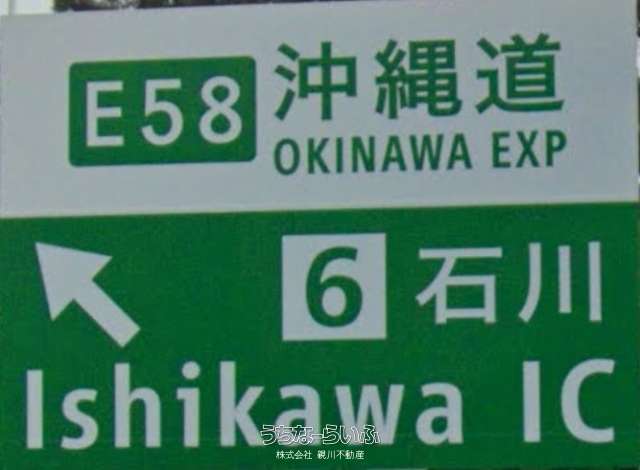 E58 沖縄道
OKINAWA EXP
6 石川
Ishikawa IC
うちなーらいふ
株式会社 親川不動産